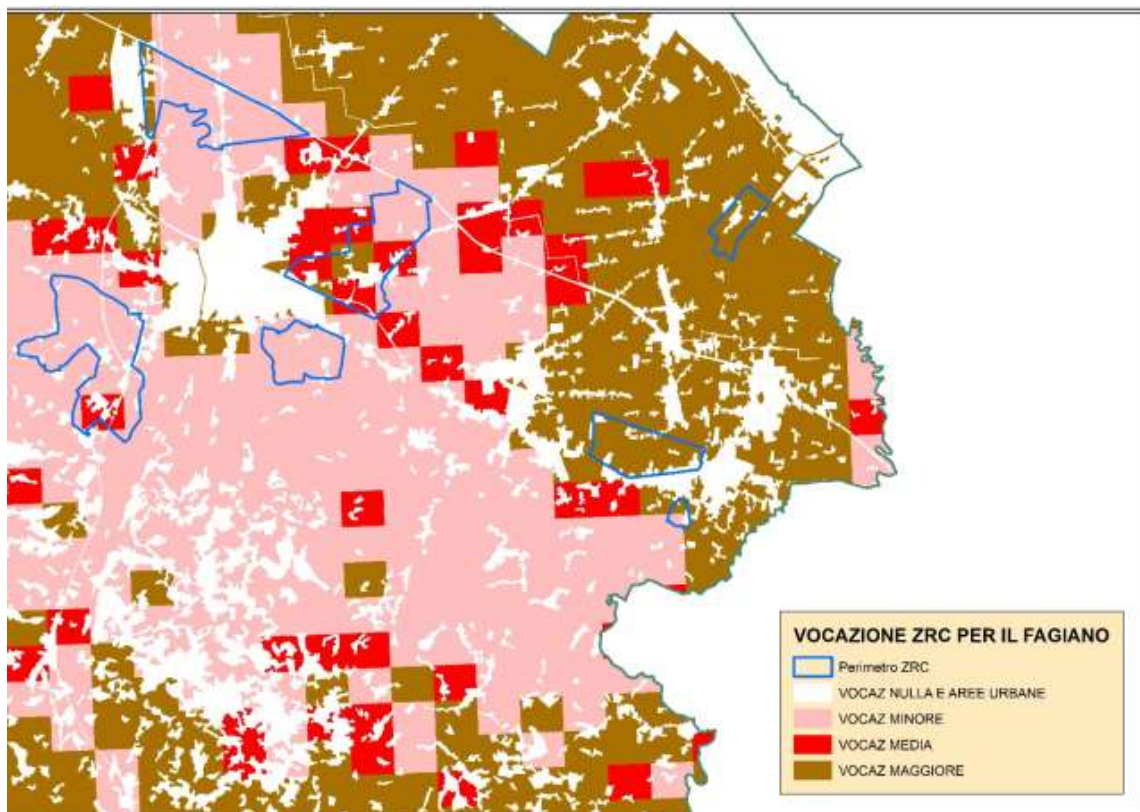 VOCAZIONE ZRC PER IL FAGIANO
Perimetro ZRC
VOCAZ NULLA E AREE URBANE
VOCAZ MINORE
VOCAZ MEDIA
VOCAZ MAGGIORE